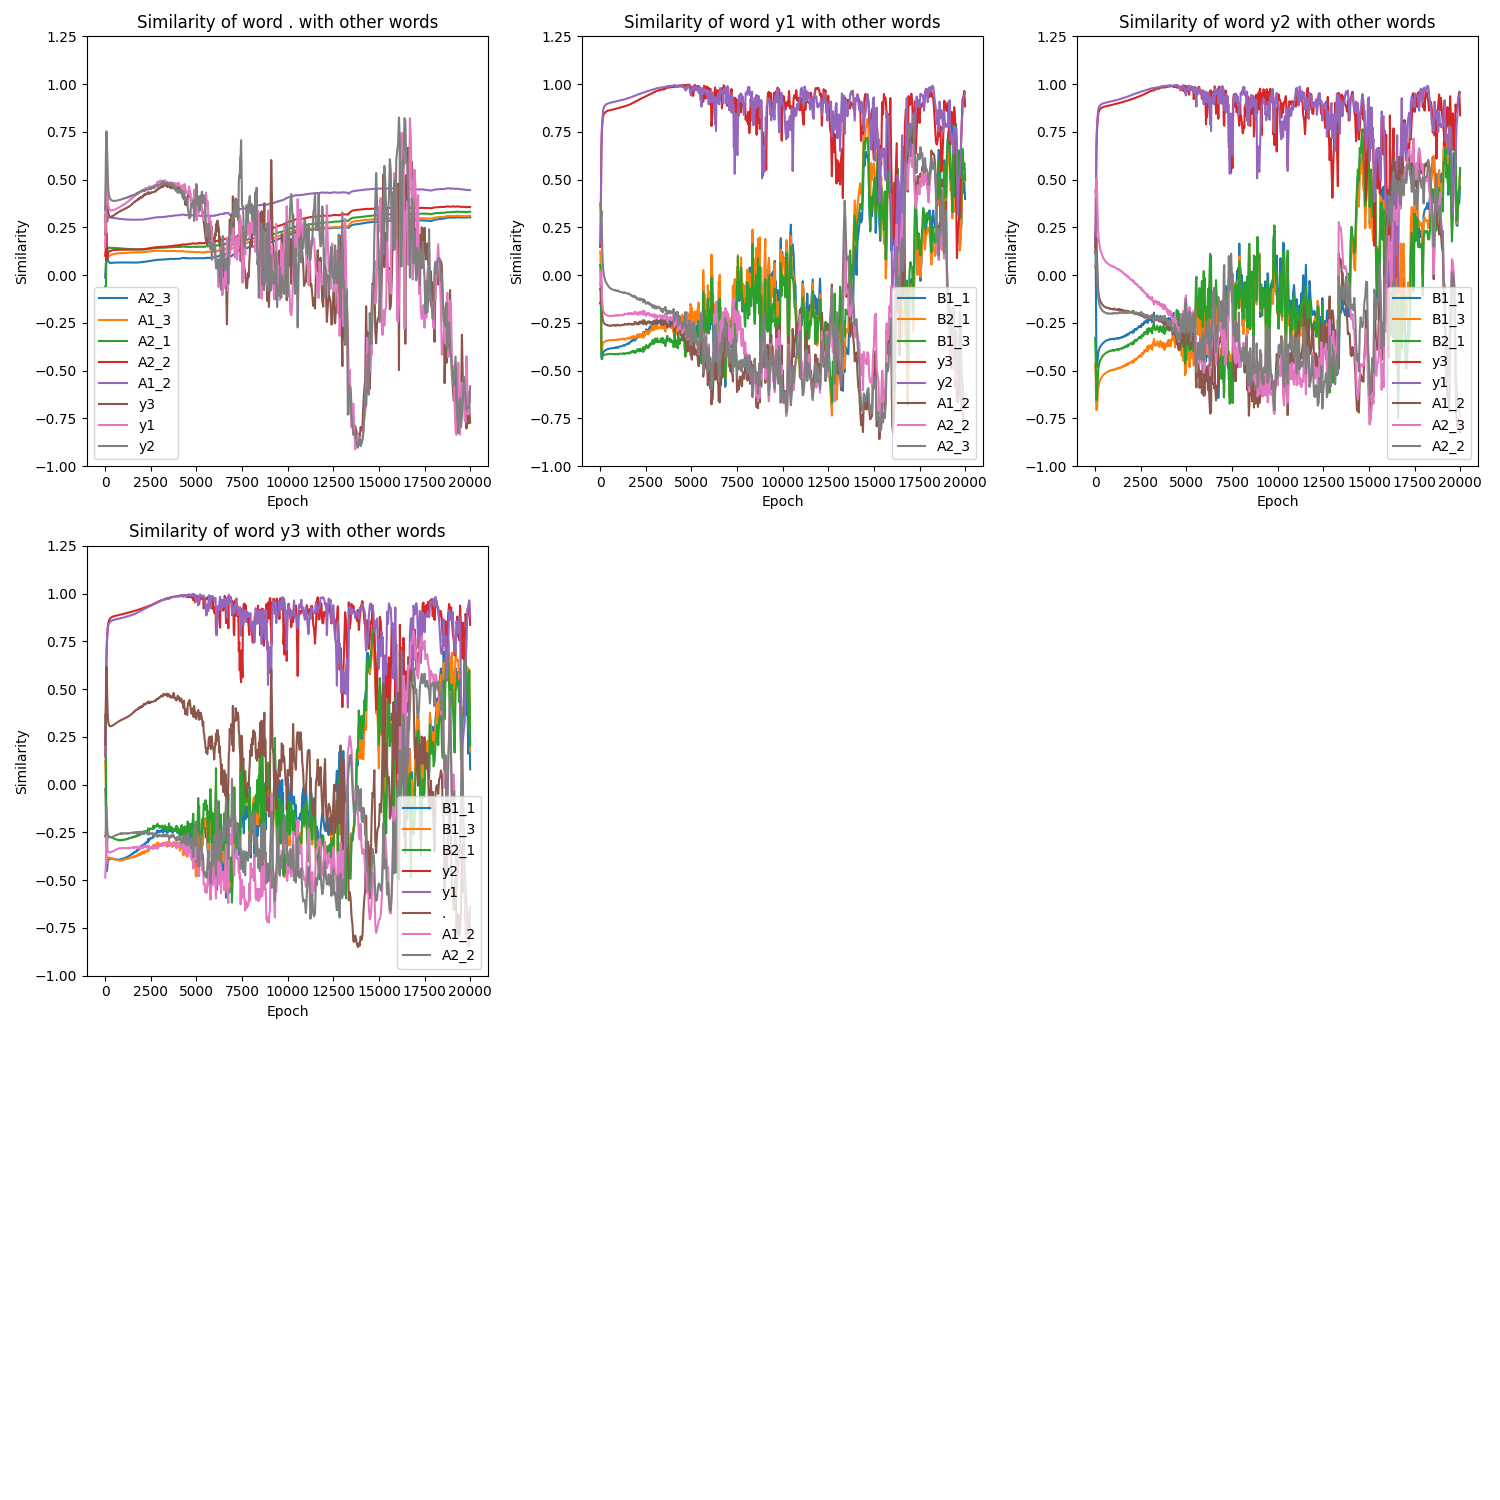 Similarity of word . with other words
Similarity of word y1 with other words
Similarity of word y2 with other words
1.25
1.00
0.75
0.50
0.25
0.00
−0.25
−0.50
−0.75
−1.00
Similarity
A2_3
A1_3
A2_1
A2_2
A1_2
y3
y1
y2
0 2500 5000 7500 10000 12500 15000 17500 20000
Epoch
1.25
1.00
0.75
0.50
0.25
0.00
−0.25
−0.50
−0.75
−1.00
Similarity
B1_1
B2_1
B1_3
y3
y2
A1_2
A2_2
A2_3
0 2500 5000 7500 10000 12500 15000 17500 20000
Epoch
1.25
1.00
0.75
0.50
0.25
0.00
−0.25
−0.50
−0.75
−1.00
Similarity
B1_1
B1_3
B2_1
y3
y1
A1_2
A2_3
A2_2
0 2500 5000 7500 10000 12500 15000 17500 20000
Epoch
Similarity of word y3 with other words
1.25
1.00
0.75
0.50
0.25
0.00
−0.25
−0.50
−0.75
−1.00
Similarity
B1_1
B1_3
B2_1
y2
y1
.
A1_2
A2_2
0 2500 5000 7500 10000 12500 15000 17500 20000
Epoch